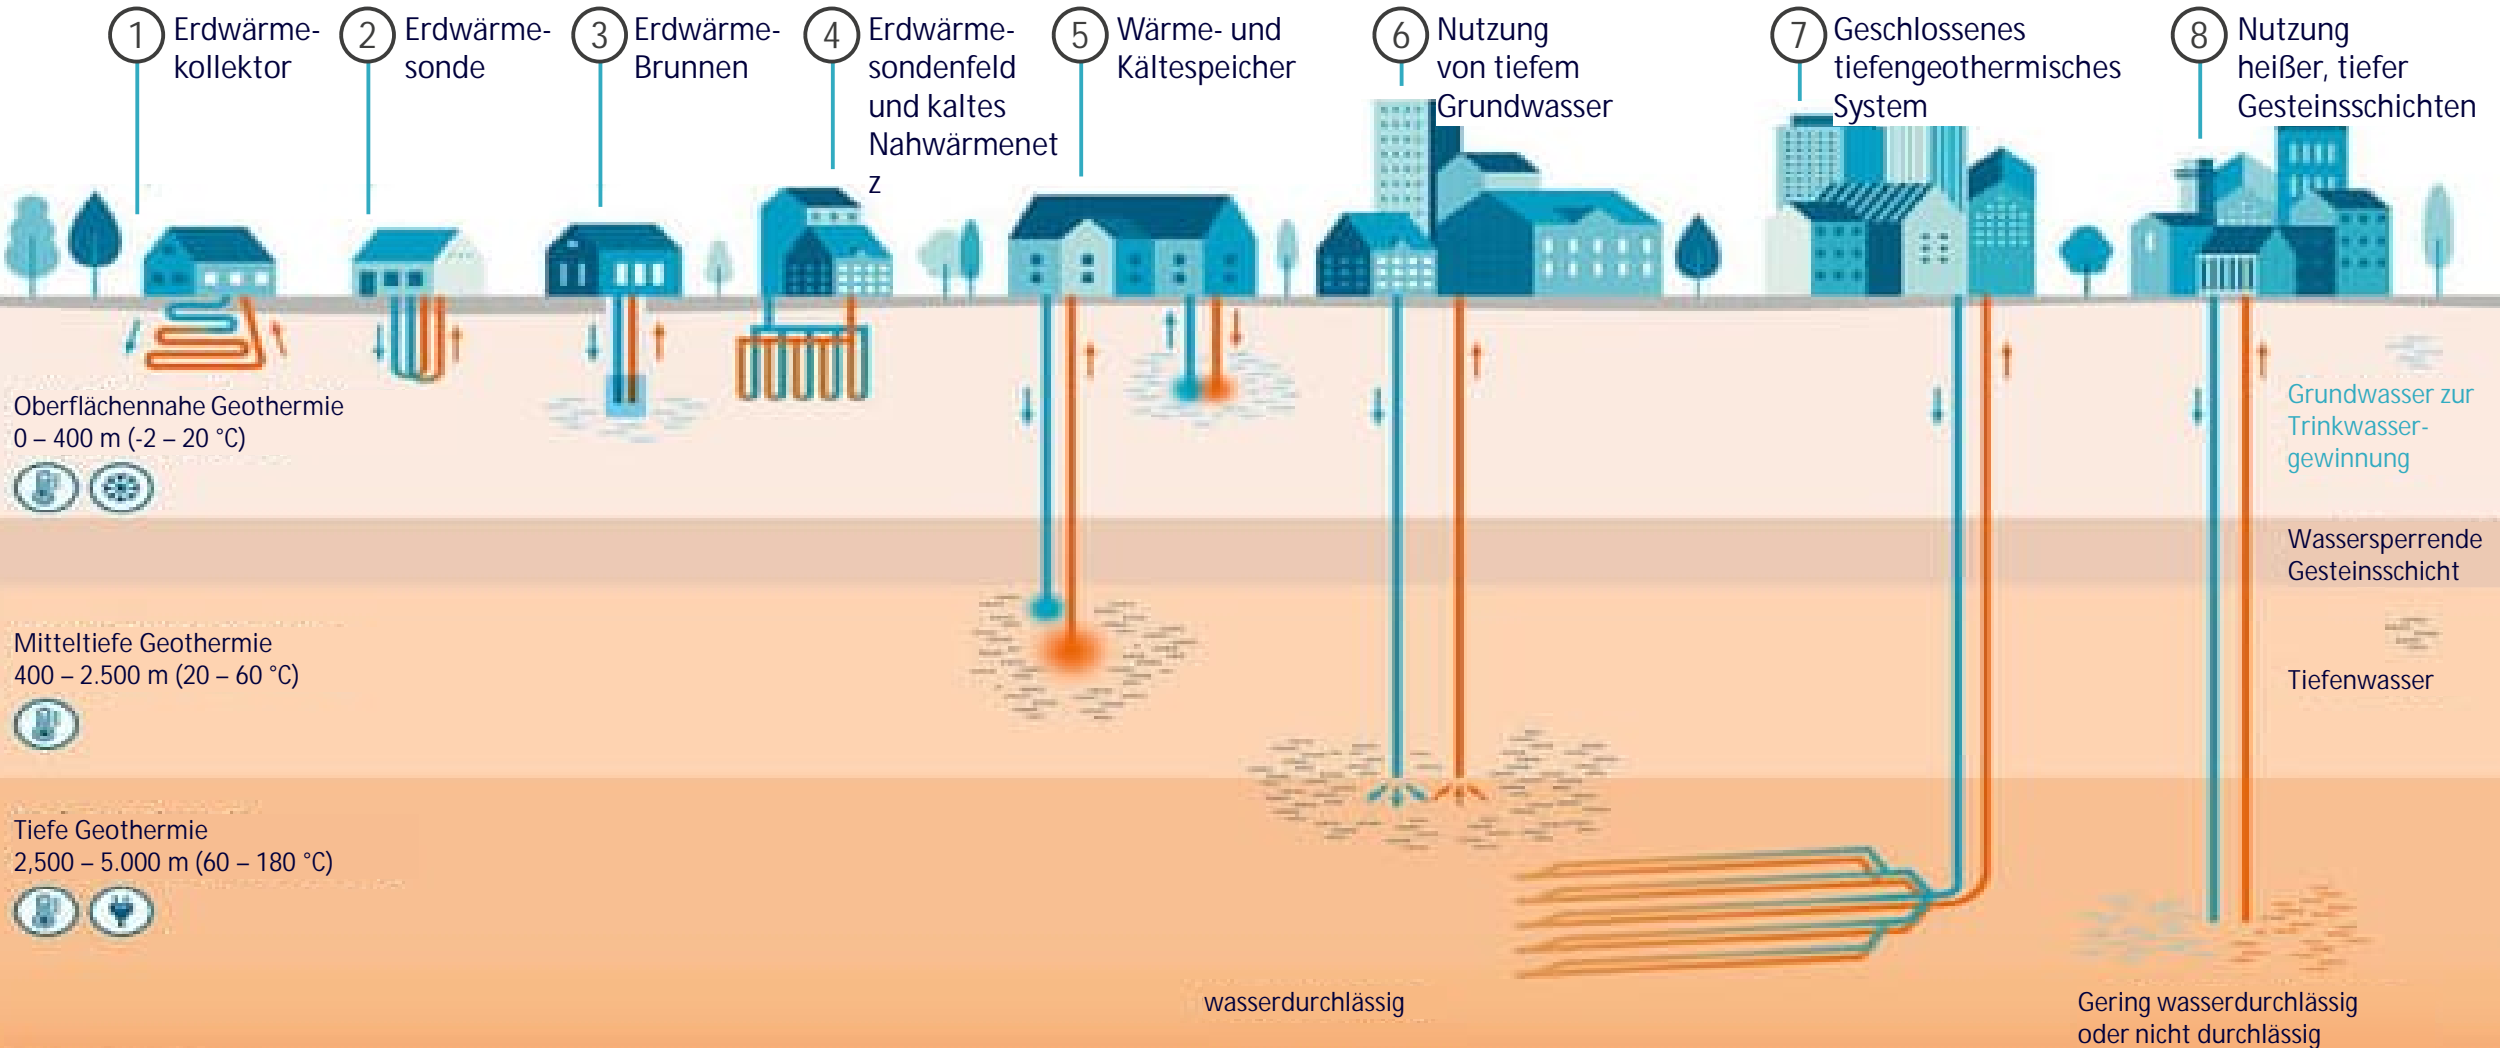 1
Erdwärme-
kollektor
2
Erdwärme-
sonde
3
Erdwärme-
Brunnen
4
Erdwärme-
sondenfeld
und kaltes
Nahwärmenet
z
5
Wärme- und
Kältespeicher
6
Nutzung
von tiefem
Grundwasser
7
Geschlossenes
tiefengeothermisches
System
8
Nutzung
heißer, tiefer
Gesteinsschichten
Oberflächennahe Geothermie
0 – 400 m (-2 – 20 °C)
Grundwasser zur
Trinkwasser-
gewinnung
Wassersperrende
Gesteinsschicht
Mitteltiefe Geothermie
400 – 2.500 m (20 – 60 °C)
Tiefenwasser
Tiefe Geothermie
2,500 – 5.000 m (60 – 180 °C)
wasserdurchlässig
Gering wasserdurchlässig
oder nicht durchlässig